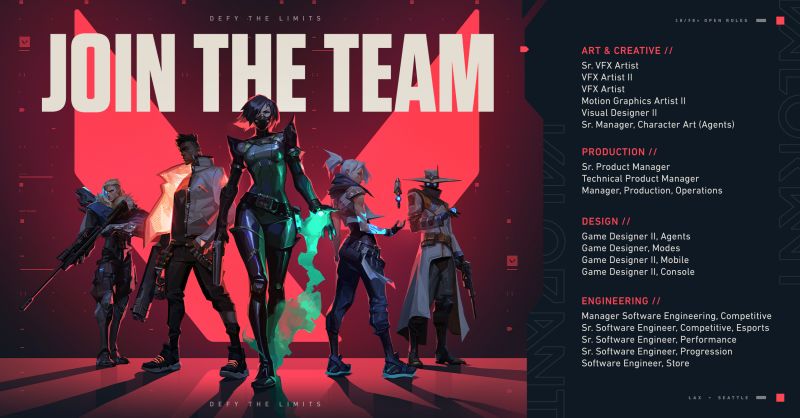 DEFY THE LIMITS
JOIN THE TEAM
DEFY THE LIMITS
OPEN ROLES
ART & CREATIVE //
Sr. VFX Artist
VFX Artist II
VFX Artist
Motion Graphics Artist II
Visual Designer II
Sr. Manager, Character Art (Agents)
PRODUCTION //
Sr. Product Manager
Technical Product Manager
Manager, Production, Operations
DESIGN //
Game Designer II, Agents
Game Designer, Modes
Game Designer II, Mobile
Game Designer II, Console
ENGINEERING //
Manager Software Engineering, Competitive
Sr. Software Engineer, Competitive, Esports
Sr. Software Engineer, Performance
Sr. Software Engineer, Progression
Software Engineer, Store
LAX • SEATTLE
VALORANT
VALORANT